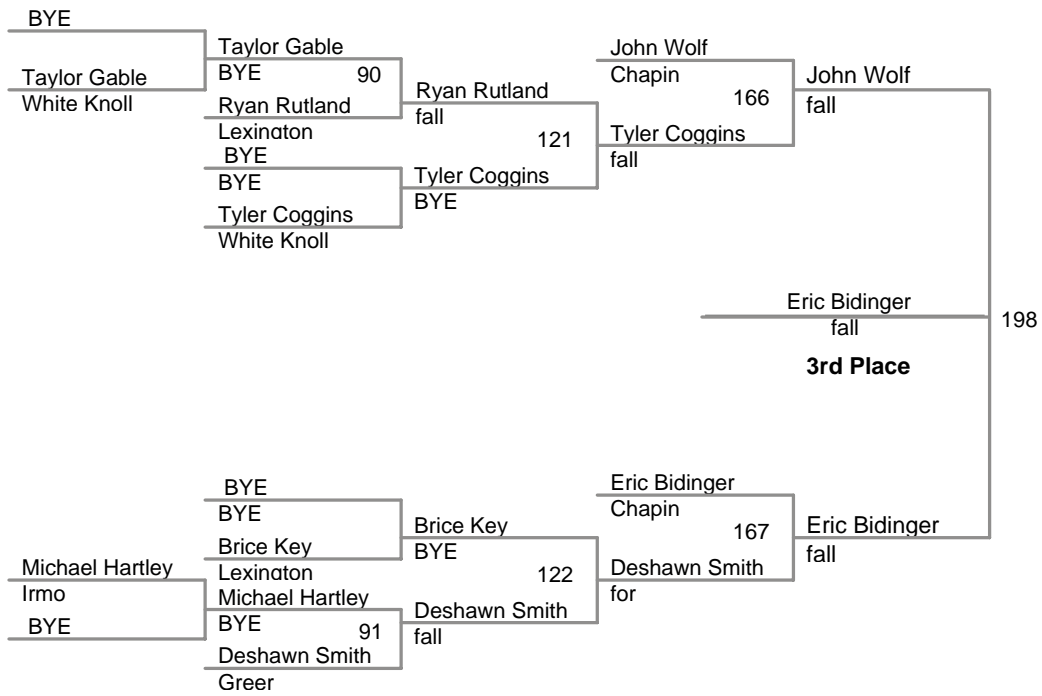 BYE
Taylor Gable
White Knoll
Taylor Gable
BYE
90
Ryan Rutland
Lexington
BYE
BYE
Tyler Coggins
White Knoll
Ryan Rutland
fall
121
Tyler Coggins
BYE
John Wolf
Chapin
166
Tyler Coggins
fall
John Wolf
fall
Eric Bidinger
fall
198
3rd Place
Michael Hartley
Irmo
BYE
BYE
BYE
Brice Key
Lexington
Michael Hartley
BYE
91
Deshawn Smith
Greer
Brice Key
BYE
122
Deshawn Smith
fall
Eric Bidinger
Chapin
167
Deshawn Smith
for
Eric Bidinger
fall